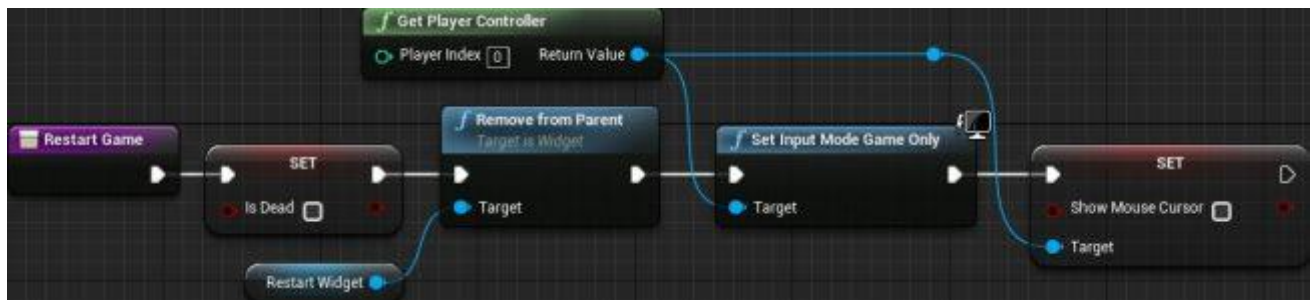 Get Player Controller
Player Index 0 Return Value
Restart Game
SET
Is Dead
Remove from Parent
Target is Widget
Target
Restart Widget
Set Input Mode Game Only
Target
SET
Show Mouse Cursor
Target